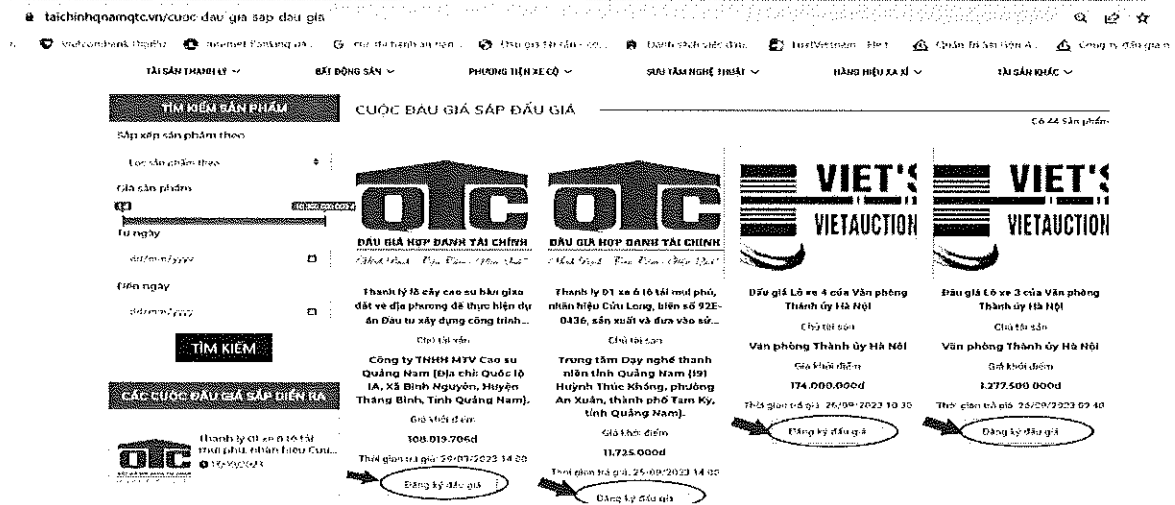 taichinhqnamqtc.vn/cuoc-dau-gia-sap-dau-gia
TÀI SẢN THANH LÝ
BẤT ĐỘNG SẢN
PHƯƠNG TIỆN XE CỘ
SƯU TẦM NGHỆ THUẬT
HÀNG HIỆU XA XỈ
TÀI SẢN KHÁC
TÌM KIẾM SẢN PHẨM
Sắp xếp sản phẩm theo
Lọc sản phẩm theo
Giá sản phẩm
Từ ngày
dd/mm/yyyy
Đến ngày
dd/mm/yyyy
TÌM KIẾM
CÁC CUỘC ĐẤU GIÁ SẮP DIỄN RA
Thanh lý 01 xe ô tô tải
mui phủ, nhãn hiệu Cửu...
CUỘC ĐẤU GIÁ SẮP ĐẤU GIÁ
Có 44 Sản phẩm
QTC
ĐẤU GIÁ HỢP DANH TÀI CHÍNH
Thanh lý lô cây cao su bàn giao
đất về địa phương để thực hiện dự
án Đầu tư xây dựng công trình...
Chủ tài sản
Công ty TNHH MTV Cao su
Quảng Nam (Địa chỉ: Quốc lộ
1A, Xã Bình Nguyên, Huyện
Thăng Bình, Tỉnh Quảng Nam).
Giá khởi điểm
108.019.706đ
Thời gian trả giá: 14:00
Đăng ký đấu giá
QTC
ĐẤU GIÁ HỢP DANH TÀI CHÍNH
Thanh lý 01 xe ô tô tải mui phủ,
nhãn hiệu Cửu Long, biển số 92E-
0436, sản xuất và đưa vào sử...
Chủ tài sản
Trung tâm Dạy nghề thanh
niên tỉnh Quảng Nam (191
Huỳnh Thúc Kháng, phường
An Xuân, thành phố Tam Kỳ,
tỉnh Quảng Nam).
Giá khởi điểm
11.725.000đ
Thời gian trả giá: 14:00
Đăng ký đấu giá
VIET'S
VIETAUCTION
Đấu giá Lô xe 4 của Văn phòng
Thành ủy Hà Nội
Chủ tài sản
Văn phòng Thành ủy Hà Nội
Giá khởi điểm
174.000.000đ
Thời gian trả giá: 26/09/2023 10:30
Đăng ký đấu giá
VIET'S
VIETAUCTION
Đấu giá Lô xe 3 của Văn phòng
Thành ủy Hà Nội
Chủ tài sản
Văn phòng Thành ủy Hà Nội
Giá khởi điểm
1.277.500.000đ
Thời gian trả giá: 26/09/2023 09:40
Đăng ký đấu giá